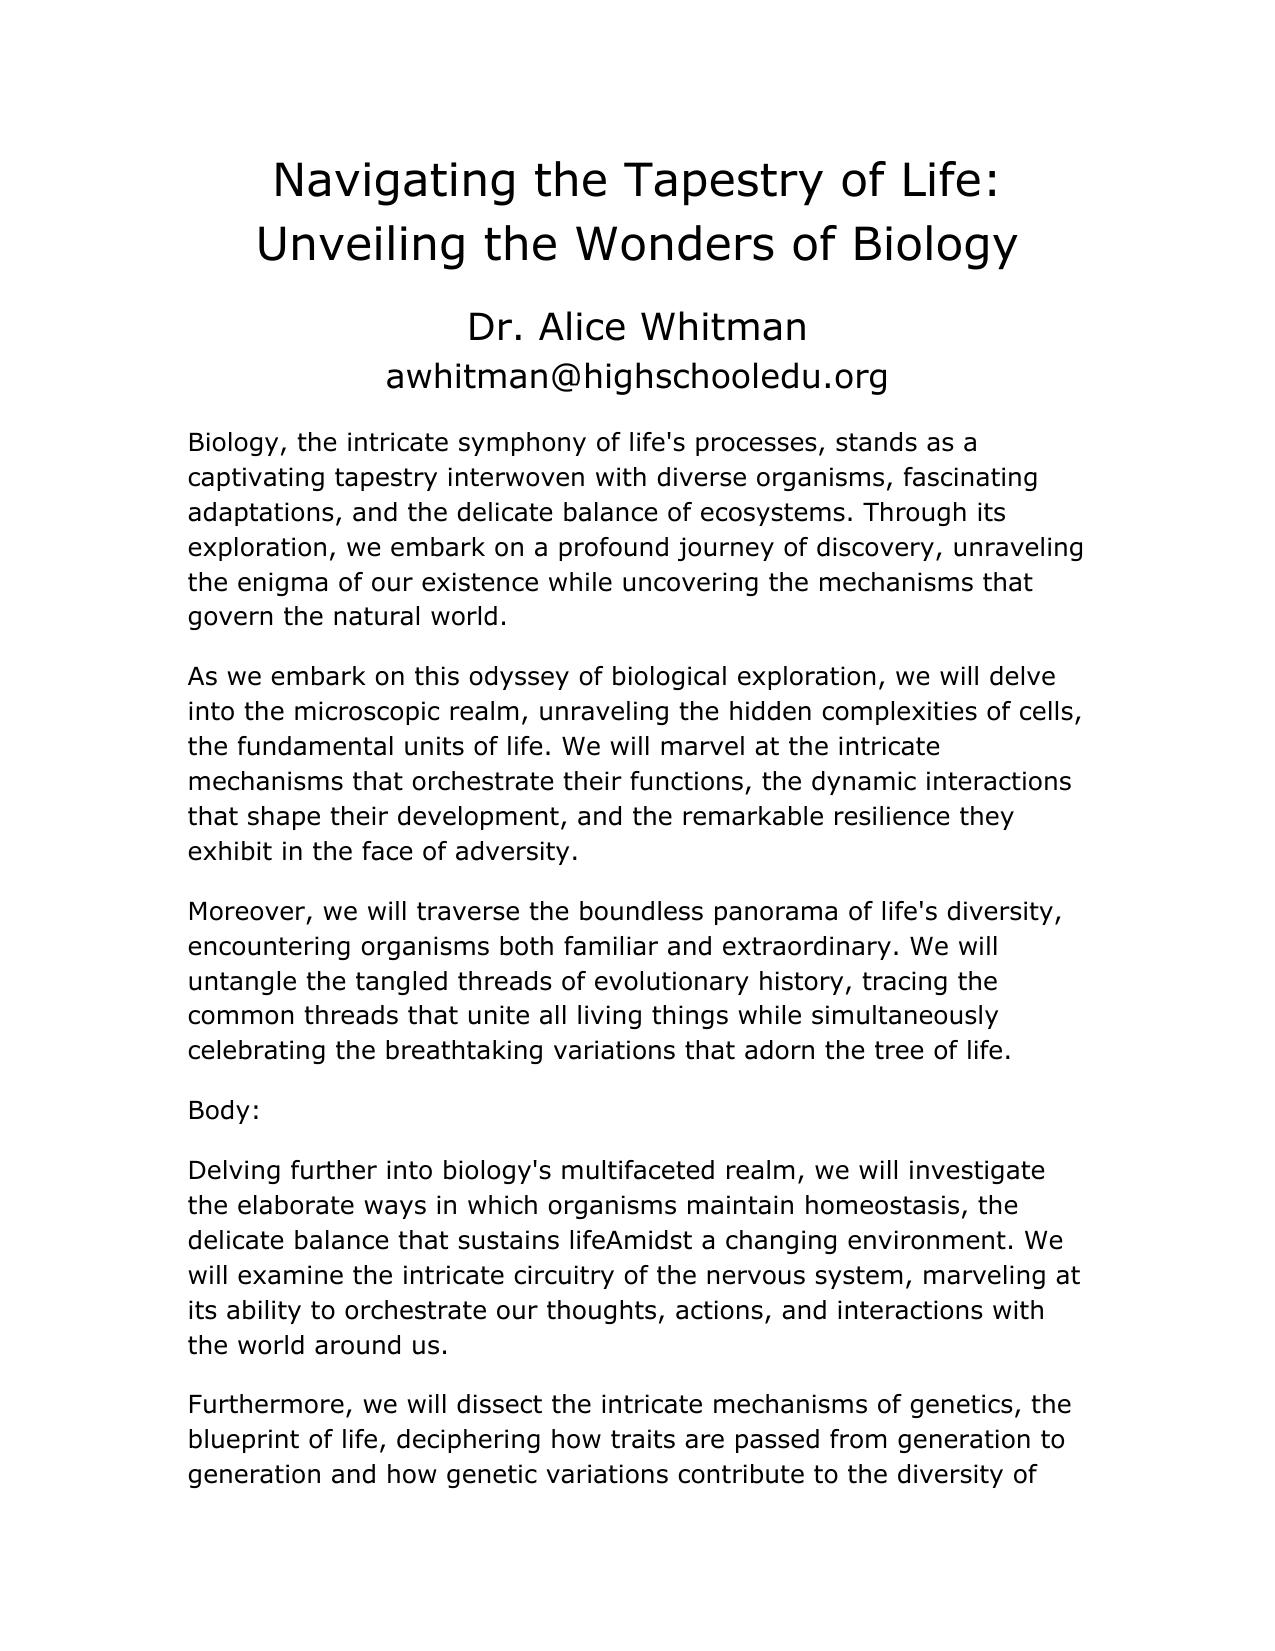 Navigating the Tapestry of Life:
Unveiling the Wonders of Biology
Dr. Alice Whitman
awhitman@highschooledu.org
Biology, the intricate symphony of life's processes, stands as a
captivating tapestry interwoven with diverse organisms, fascinating
adaptations, and the delicate balance of ecosystems. Through its
exploration, we embark on a profound journey of discovery, unraveling
the enigma of our existence while uncovering the mechanisms that
govern the natural world.
As we embark on this odyssey of biological exploration, we will delve
into the microscopic realm, unraveling the hidden complexities of cells,
the fundamental units of life. We will marvel at the intricate
mechanisms that orchestrate their functions, the dynamic interactions
that shape their development, and the remarkable resilience they
exhibit in the face of adversity.
Moreover, we will traverse the boundless panorama of life's diversity,
encountering organisms both familiar and extraordinary. We will
untangle the tangled threads of evolutionary history, tracing the
common threads that unite all living things while simultaneously
celebrating the breathtaking variations that adorn the tree of life.
Body:
Delving further into biology's multifaceted realm, we will investigate
the elaborate ways in which organisms maintain homeostasis, the
delicate balance that sustains lifeAmidst a changing environment. We
will examine the intricate circuitry of the nervous system, marveling at
its ability to orchestrate our thoughts, actions, and interactions with
the world around us.
Furthermore, we will dissect the intricate mechanisms of genetics, the
blueprint of life, deciphering how traits are passed from generation to
generation and how genetic variations contribute to the diversity of